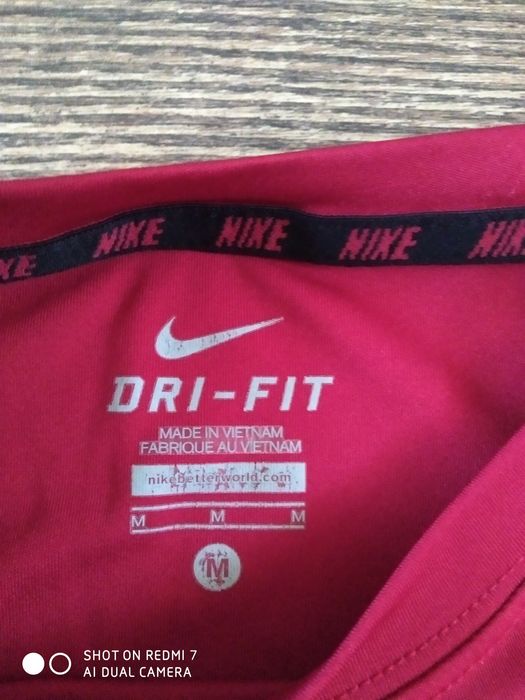 NIKE NIKE NIKE NIKE
DRI-FIT
MADE IN VIETNAM
FABRIQUE AU VIETNAM
nikebetterworld.com
M M M
M
SHOT ON REDMI 7
AI DUAL CAMERA